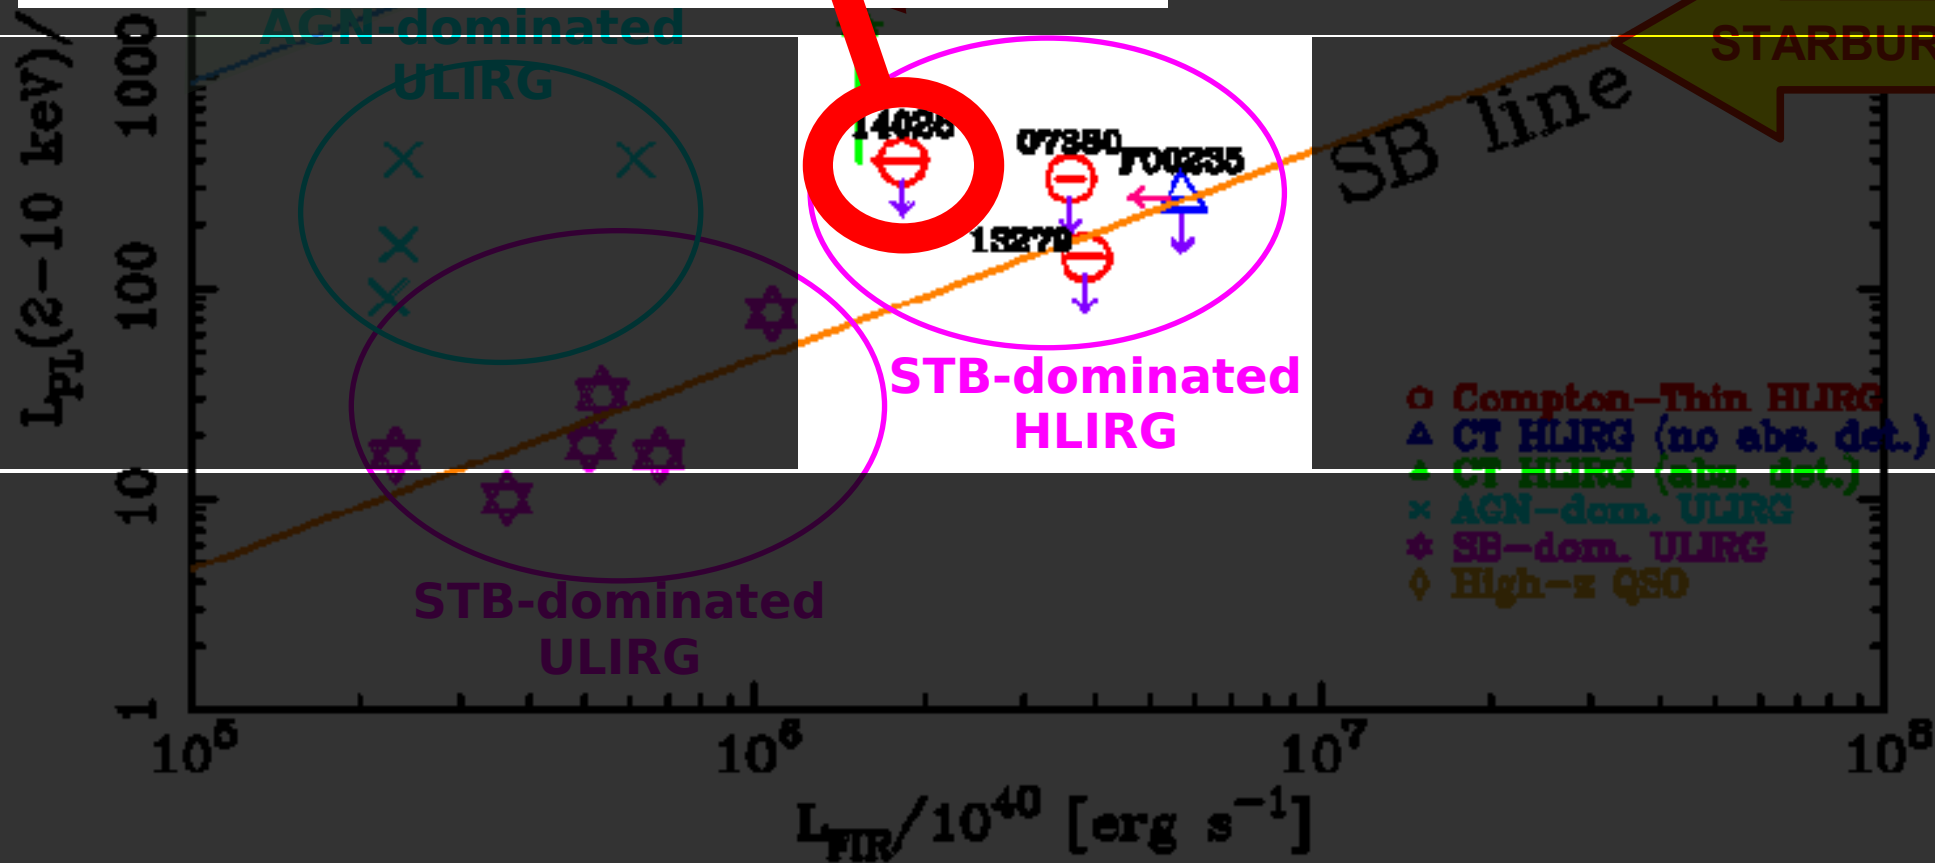 AGN-dominated
ULIRG
STARBUR
SB line
14026
07380
F00235
13279
STB-dominated
HLIRG
STB-dominated
ULIRG
Compton-Thin HLIRG
CT HLIRG (no abs. det.)
CT HLIRG (abs. det.)
AGN-dom. ULIRG
SB-dom. ULIRG
High-z QSO
L_PL(2-10 keV)/
1000
100
10
1
10^5
10^6
10^7
10^8
L_FIR/10^40 [erg s^-1]